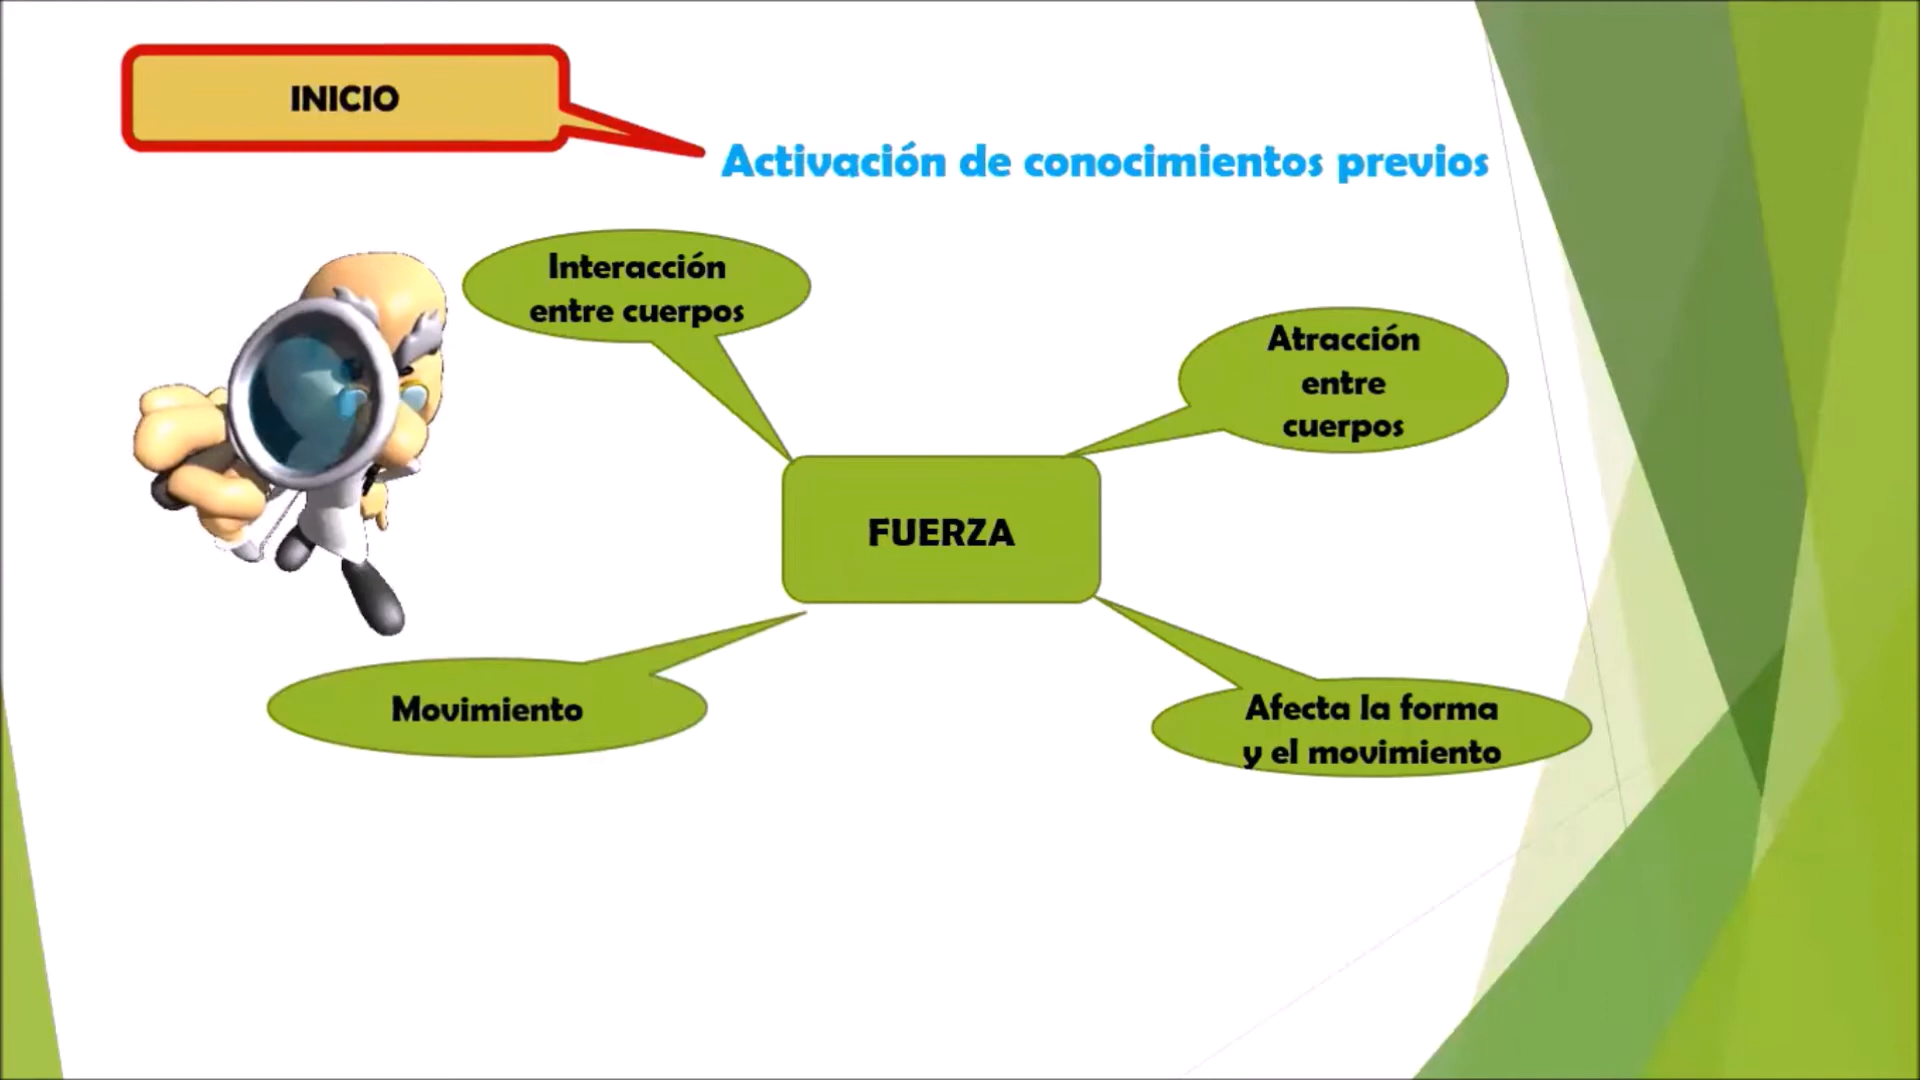 INICIO
Activación de conocimientos previos
Interacción
entre cuerpos
Atracción
entre
cuerpos
FUERZA
Movimiento
Afecta la forma
y el movimiento